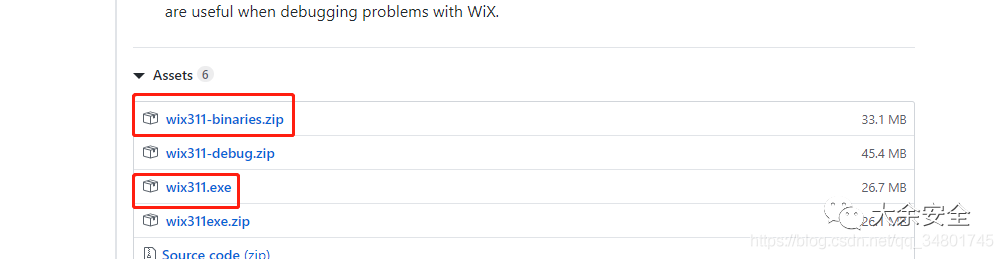 are useful when debugging problems with WiX.
Assets 6
wix311-binaries.zip 33.1 MB
wix311-debug.zip 45.4 MB
wix311.exe 26.7 MB
wix311exe.zip 26.1 MB
大余安全
Source code (zip)
https://blog.csdn.net/qq_34801745